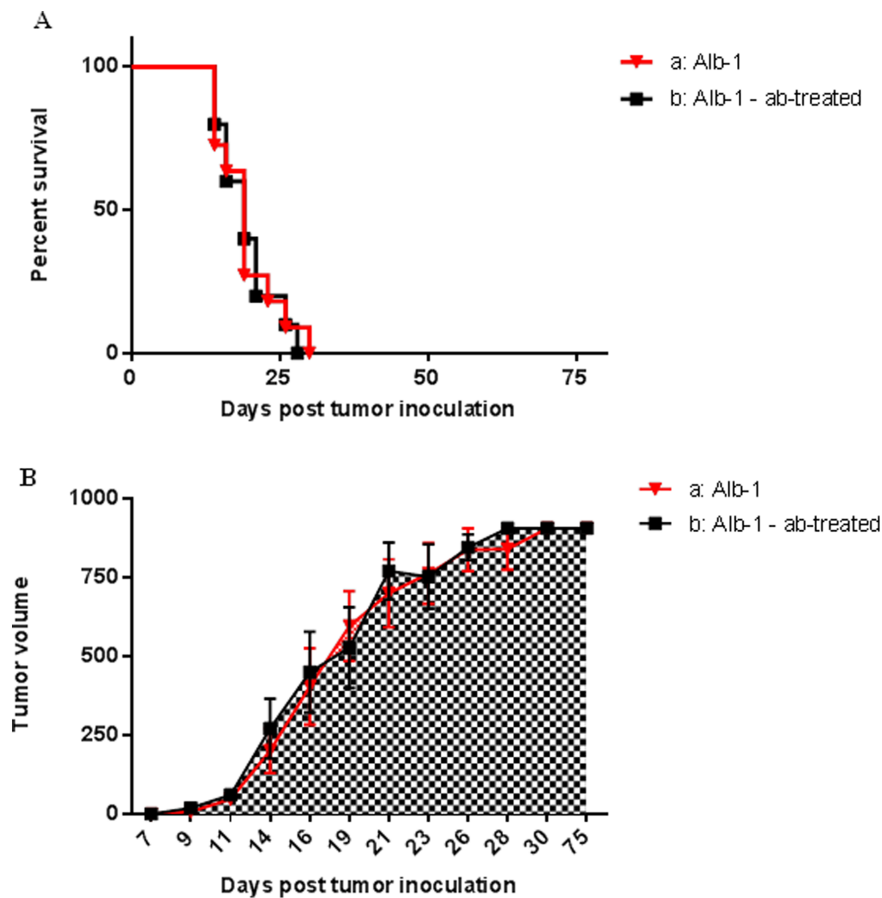 A
a: Alb-1
b: Alb-1 - ab-treated
Percent survival
100
50
0
0 25 50 75
Days post tumor inoculation
B
a: Alb-1
b: Alb-1 - ab-treated
Tumor volume
1000
750
500
250
0
7 9 11 14 16 19 21 23 26 28 30 75
Days post tumor inoculation